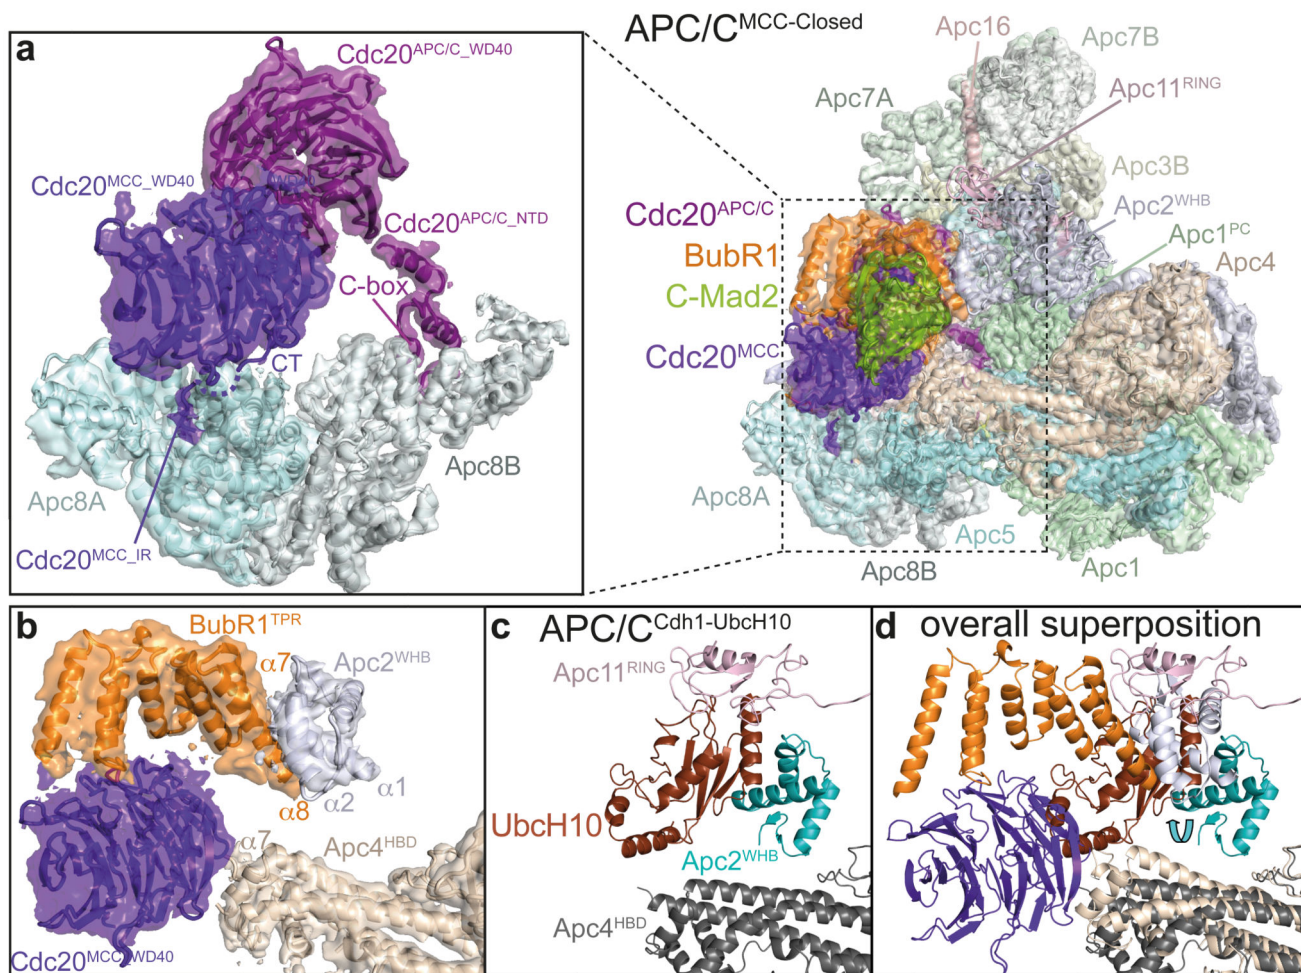 a
Cdc20APC/C_WD40
Cdc20MCC_WD40
Cdc20APC/C_NTD
C-box
CT
Apc8B
Apc8A
Cdc20MCC_IR
APC/CMCC-Closed
Apc16
Apc7B
Apc7A
Apc11RING
Apc3B
Cdc20APC/C
Apc2WHB
BubR1
Apc1PC
Apc4
C-Mad2
Cdc20MCC
Apc8A
Apc5
Apc8B
Apc1
b
BubR1TPR
α7
Apc2WHB
α1
α2
α8
α7
Apc4HBD
Cdc20MCC_WD40
c
APC/CCdh1-UbcH10
Apc11RING
UbcH10
Apc2WHB
Apc4HBD
d
overall superposition